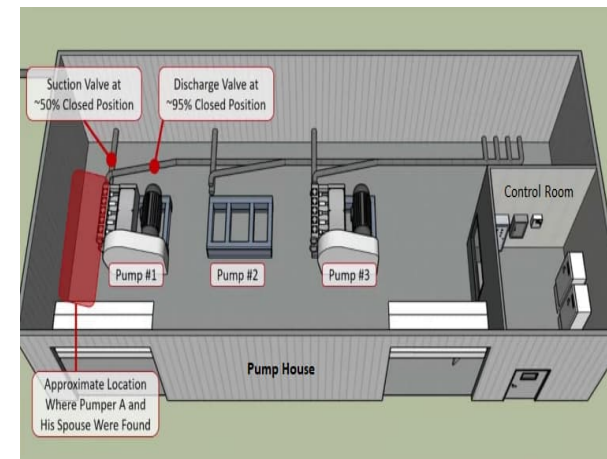 Suction Valve at
~50% Closed Position
Discharge Valve at
~95% Closed Position
Control Room
Pump #1
Pump #2
Pump #3
Pump House
Approximate Location
Where Pumper A and
His Spouse Were Found